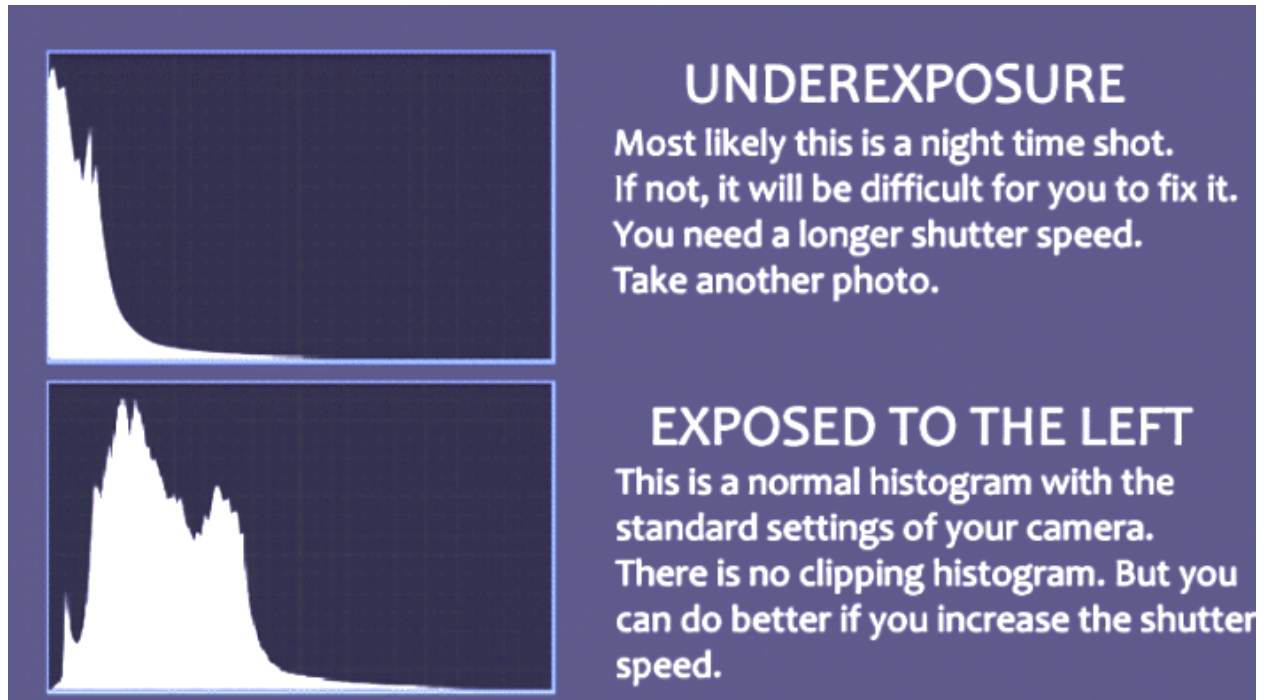 UNDEREXPOSURE
Most likely this is a night time shot.
If not, it will be difficult for you to fix it.
You need a longer shutter speed.
Take another photo.
EXPOSED TO THE LEFT
This is a normal histogram with the
standard settings of your camera.
There is no clipping histogram. But you
can do better if you increase the shutter
speed.